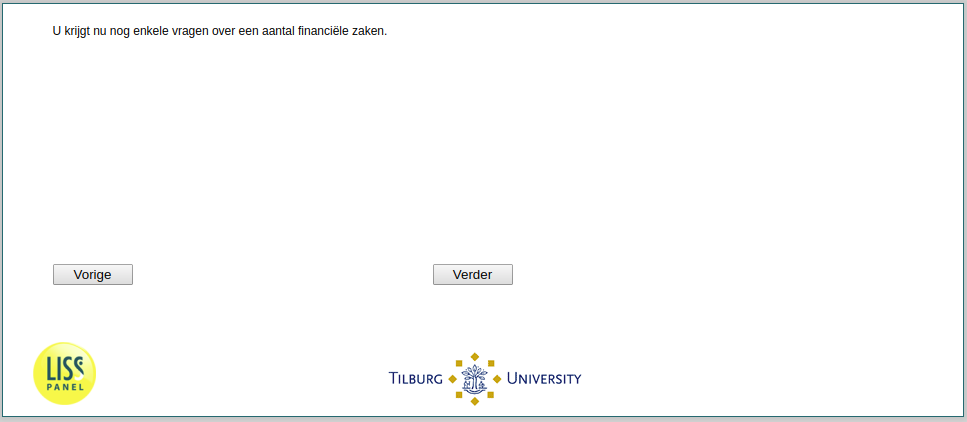 U krijgt nu nog enkele vragen over een aantal financiële zaken.
Vorige
Verder
LISS
PANEL
TILBURG UNIVERSITY